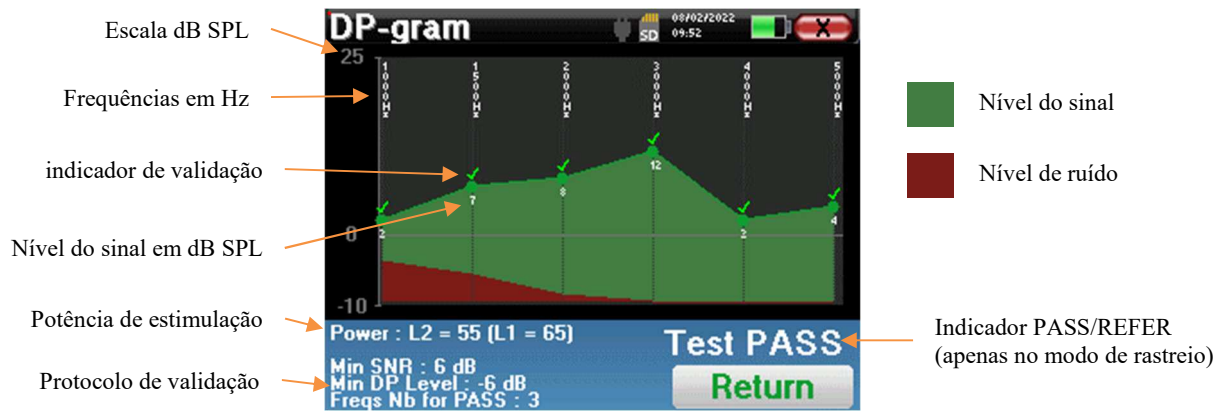 Escala dB SPL
Frequências em Hz
indicador de validação
Nível do sinal em dB SPL
Potência de estimulação
Protocolo de validação
DP-gram
SD
08/02/2022
09:52
X
25
0
-10
1000Hz
1500Hz
2000Hz
3000Hz
4000Hz
5000Hz
2
7
8
12
2
4
Power : L2 = 55 (L1 = 65)
Min SNR : 6 dB
Min DP Level : -6 dB
Freqs Nb for PASS : 3
Test PASS
Return
Nível do sinal
Nível de ruído
Indicador PASS/REFER
(apenas no modo de rastreio)